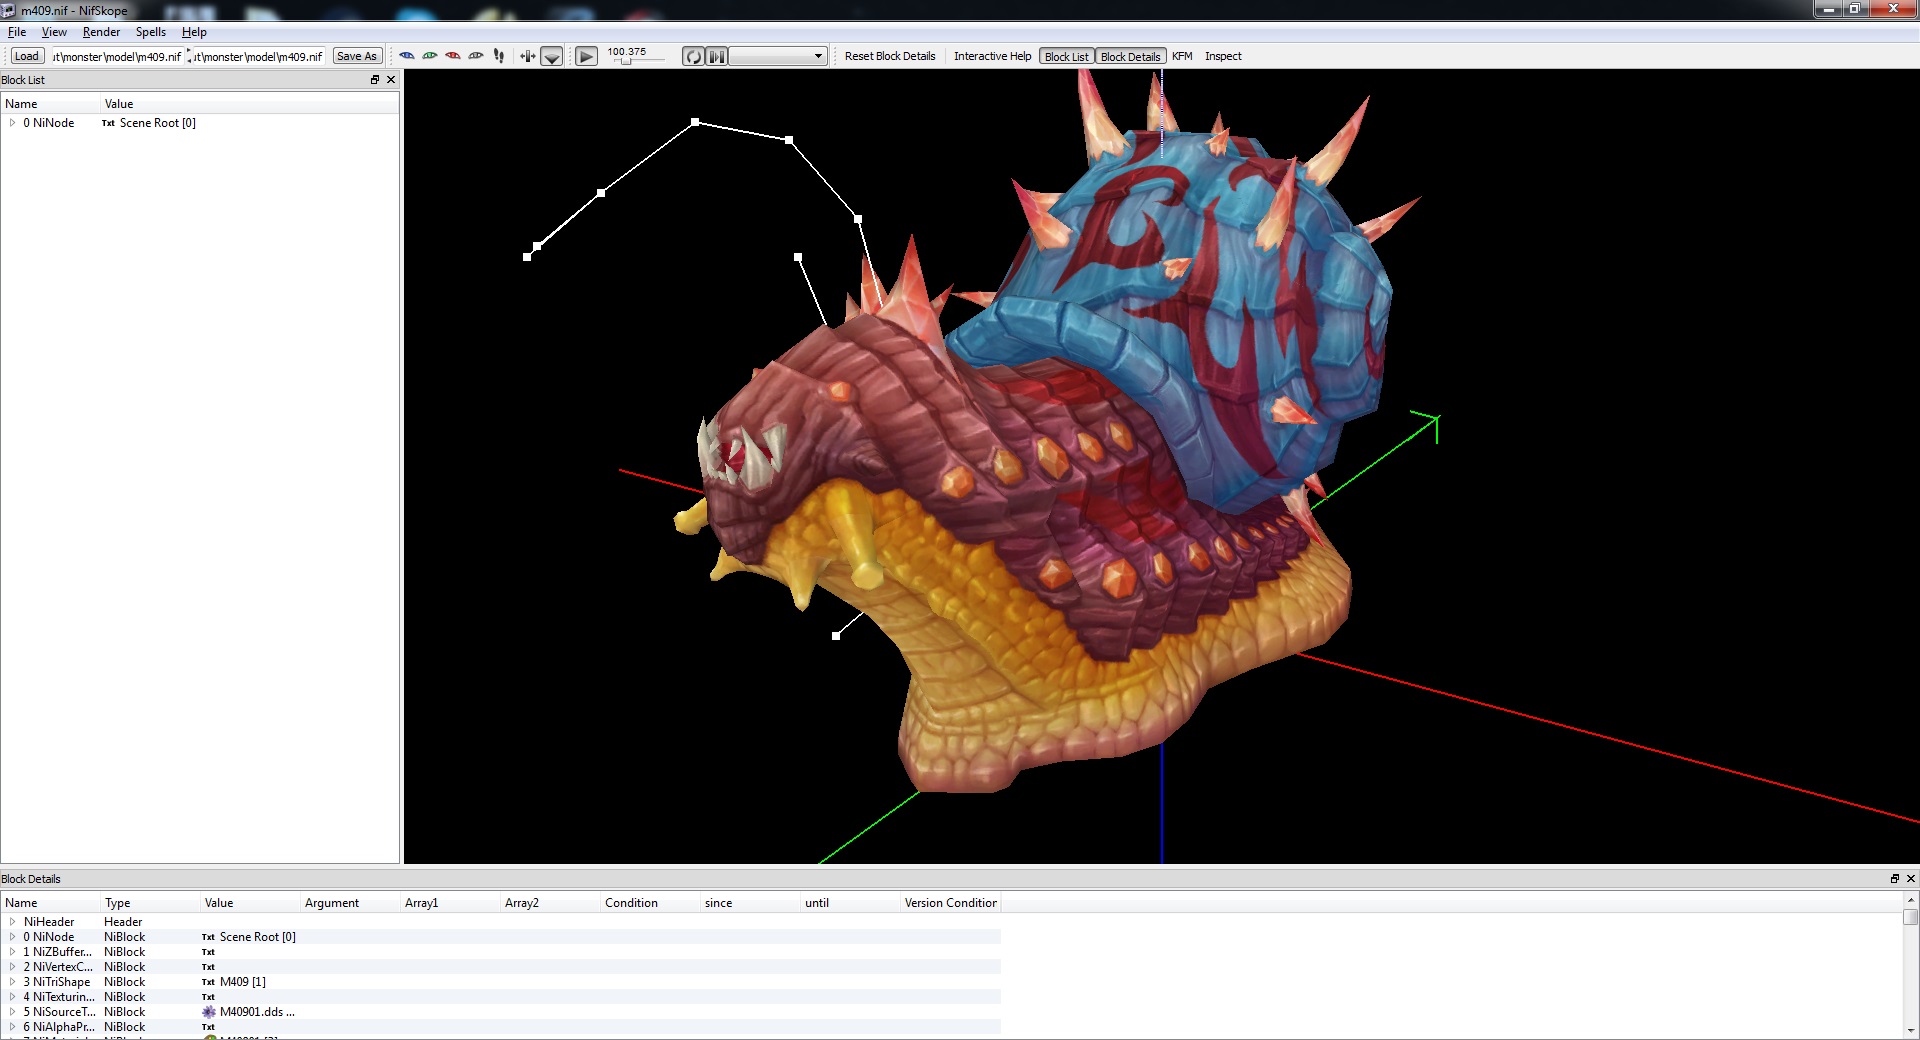 m409.nif - NifSkope
File View Render Spells Help
Load ut\monster\model\m409.nif ut\monster\model\m409.nif Save As 100.375 Reset Block Details Interactive Help Block List Block Details KFM Inspect
Block List
Name Value
0 NiNode Txt Scene Root [0]
Block Details
Name Type Value Argument Array1 Array2 Condition since until Version Condition
NiHeader Header
0 NiNode NiBlock Txt Scene Root [0]
1 NiZBuffer... NiBlock Txt
2 NiVertexC... NiBlock Txt
3 NiTriShape NiBlock Txt M409 [1]
4 NiTexturin... NiBlock Txt
5 NiSourceT... NiBlock M40901.dds ...
6 NiAlphaPr... NiBlock Txt